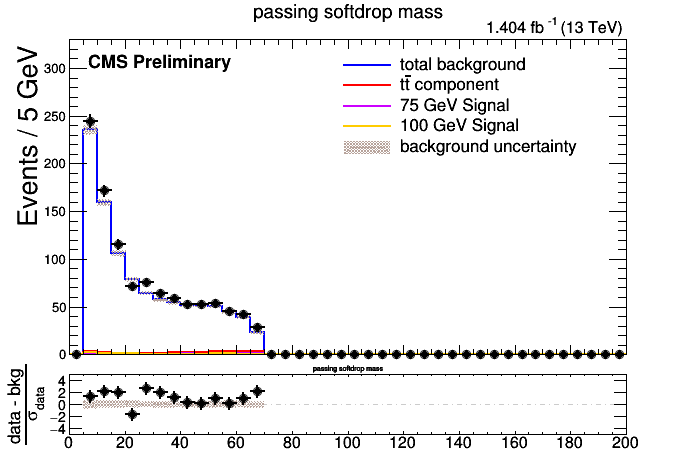 passing softdrop mass
1.404 fb⁻¹ (13 TeV)
CMS Preliminary
total background
tt̄ component
75 GeV Signal
100 GeV Signal
background uncertainty
Events / 5 GeV
300
250
200
150
100
50
0
passing softdrop mass
data - bkg
σ data
4
2
0
−2
−4
0 20 40 60 80 100 120 140 160 180 200